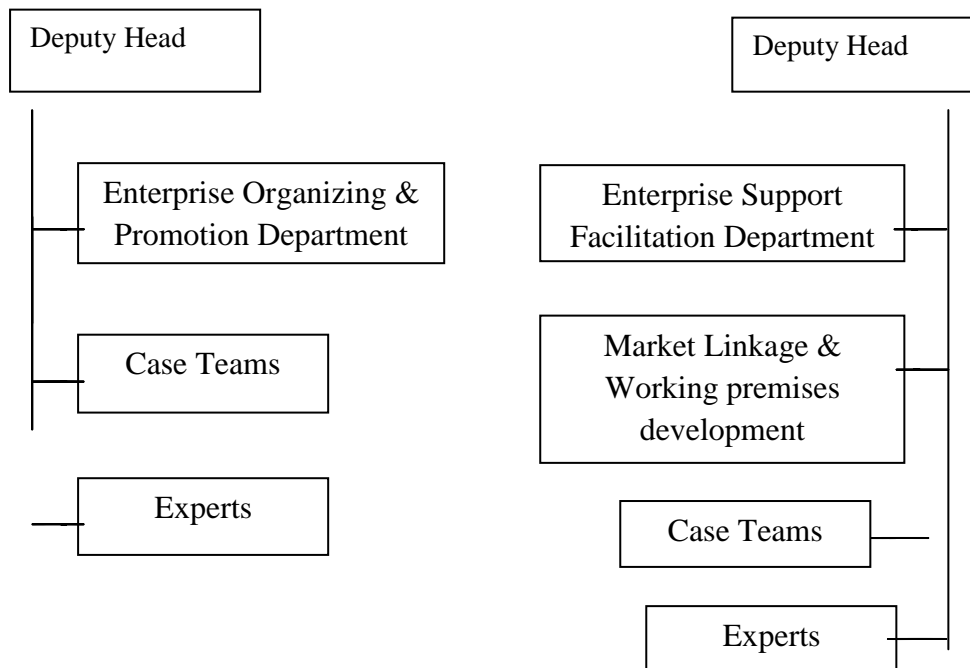 Deputy Head
Enterprise Organizing &
Promotion Department
Case Teams
Experts
Deputy Head
Enterprise Support
Facilitation Department
Market Linkage &
Working premises
development
Case Teams
Experts